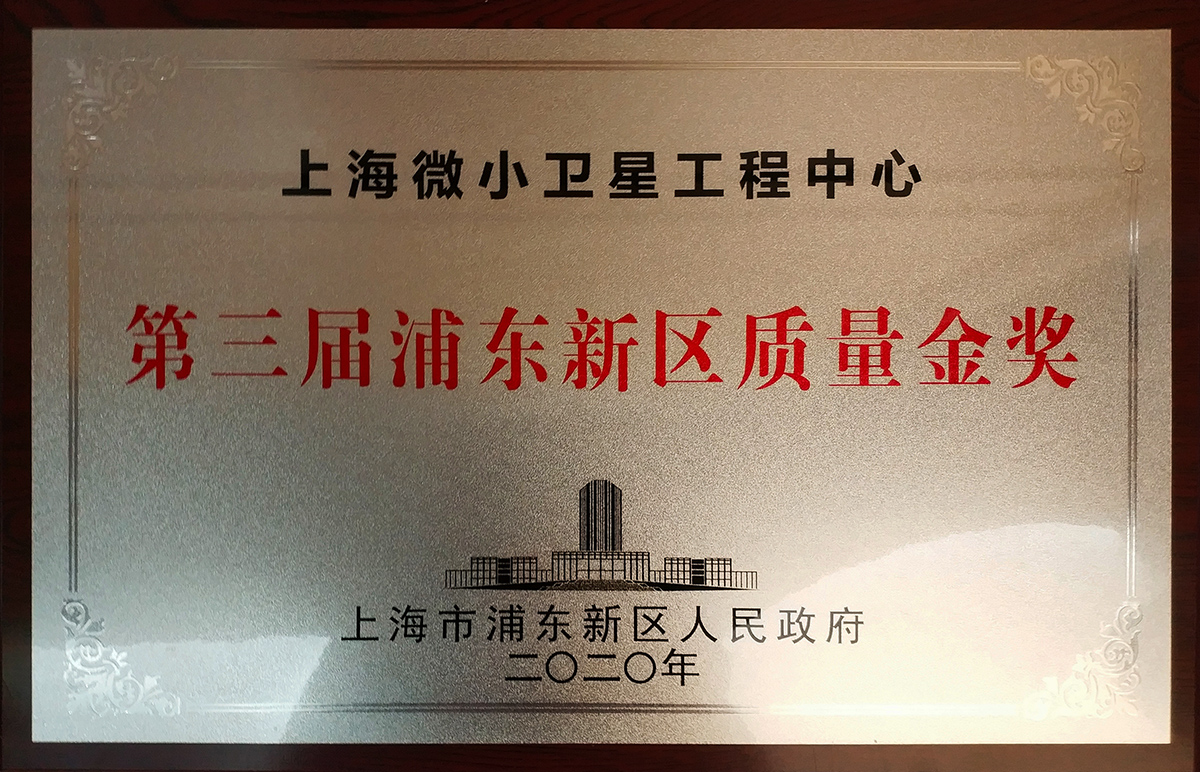 上海微小卫星工程中心
第三届浦东新区质量金奖
上海市浦东新区人民政府
二〇二〇年